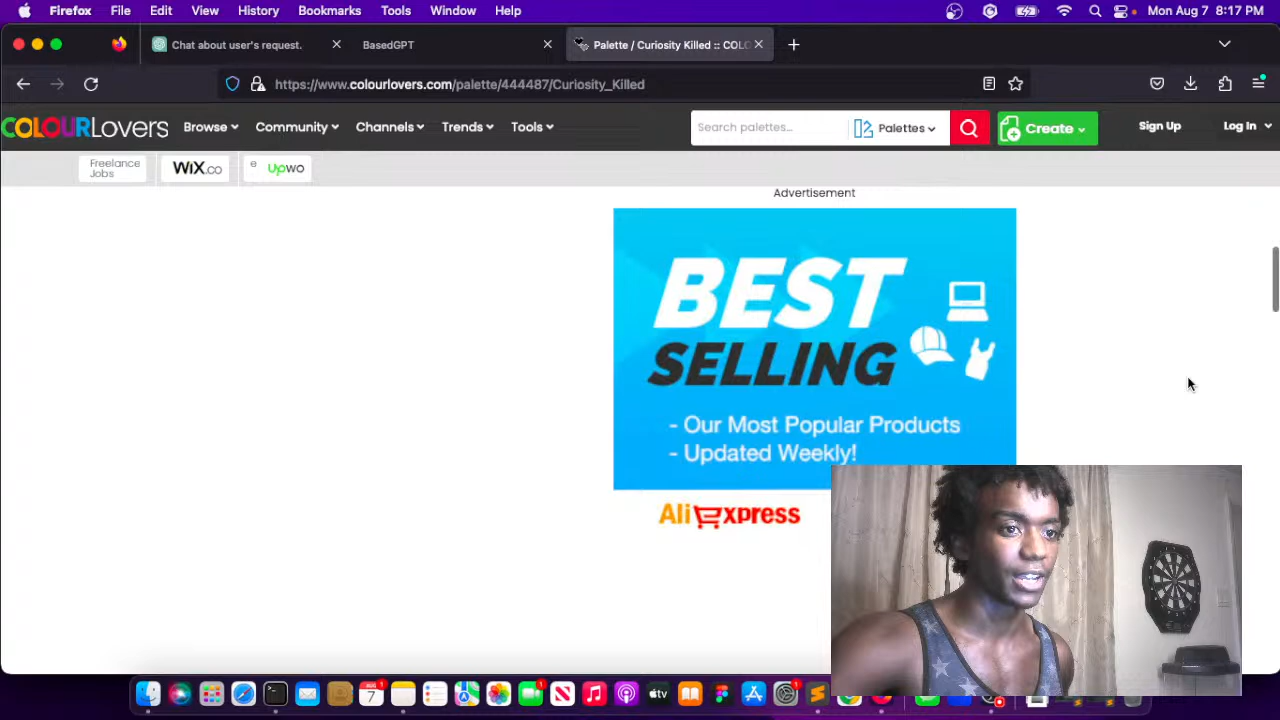 Firefox File Edit View History Bookmarks Tools Window Help Mon Aug 7 8:17 PM
Chat about user's request. BasedGPT Palette / Curiosity Killed :: COLO
https://www.colourlovers.com/palette/444487/Curiosity_Killed
COLOURLovers Browse Community Channels Trends Tools Search palettes... Palettes Create Sign Up Log In
Freelance
Jobs
WiX.co
e Upwo
Advertisement
BEST
SELLING
- Our Most Popular Products
- Updated Weekly!
AliExpress